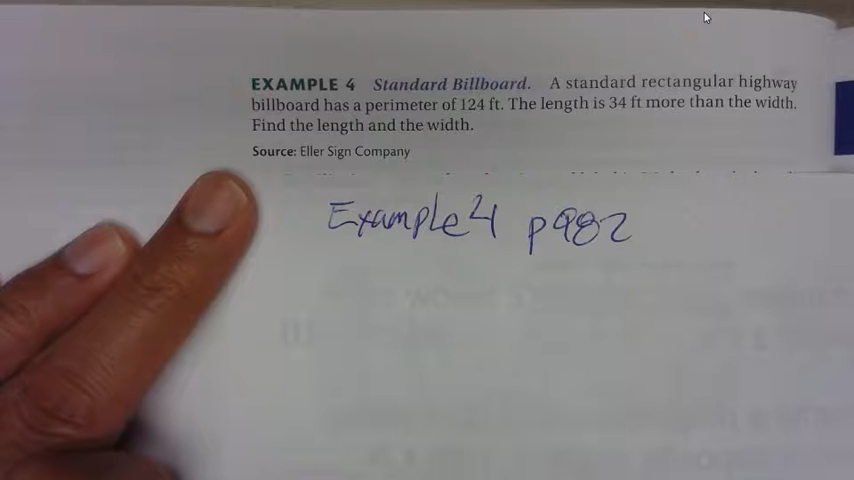 EXAMPLE 4 Standard Billboard. A standard rectangular highway
billboard has a perimeter of 124 ft. The length is 34 ft more than the width.
Find the length and the width.
Source: Eller Sign Company
Example 4 p982